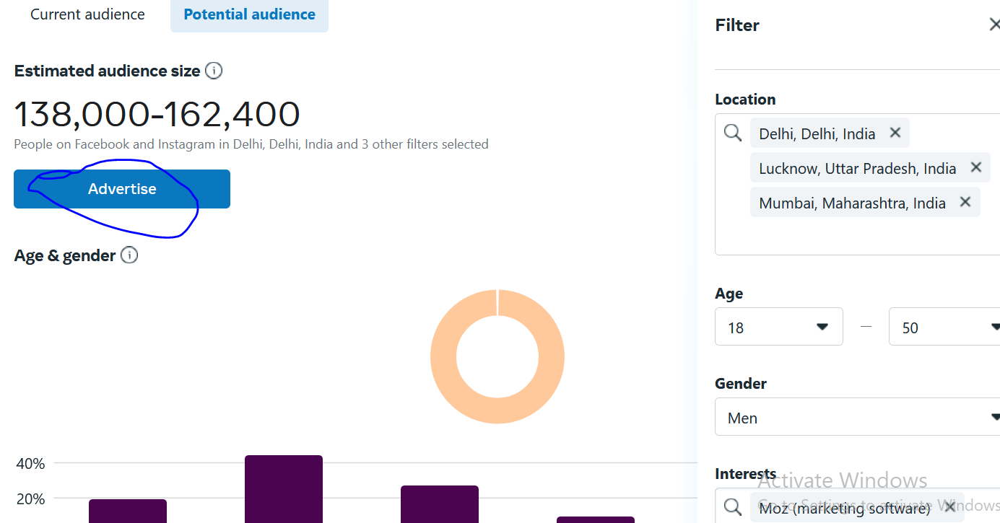 Current audience
Potential audience
Estimated audience size
138,000-162,400
People on Facebook and Instagram in Delhi, Delhi, India and 3 other filters selected
Advertise
Age & gender
40%
20%
Filter
Location
Delhi, Delhi, India
Lucknow, Uttar Pradesh, India
Mumbai, Maharashtra, India
Age
18
50
Gender
Men
Interests
Activate Windows
Go to Settings to activate Windows
Moz (marketing software)